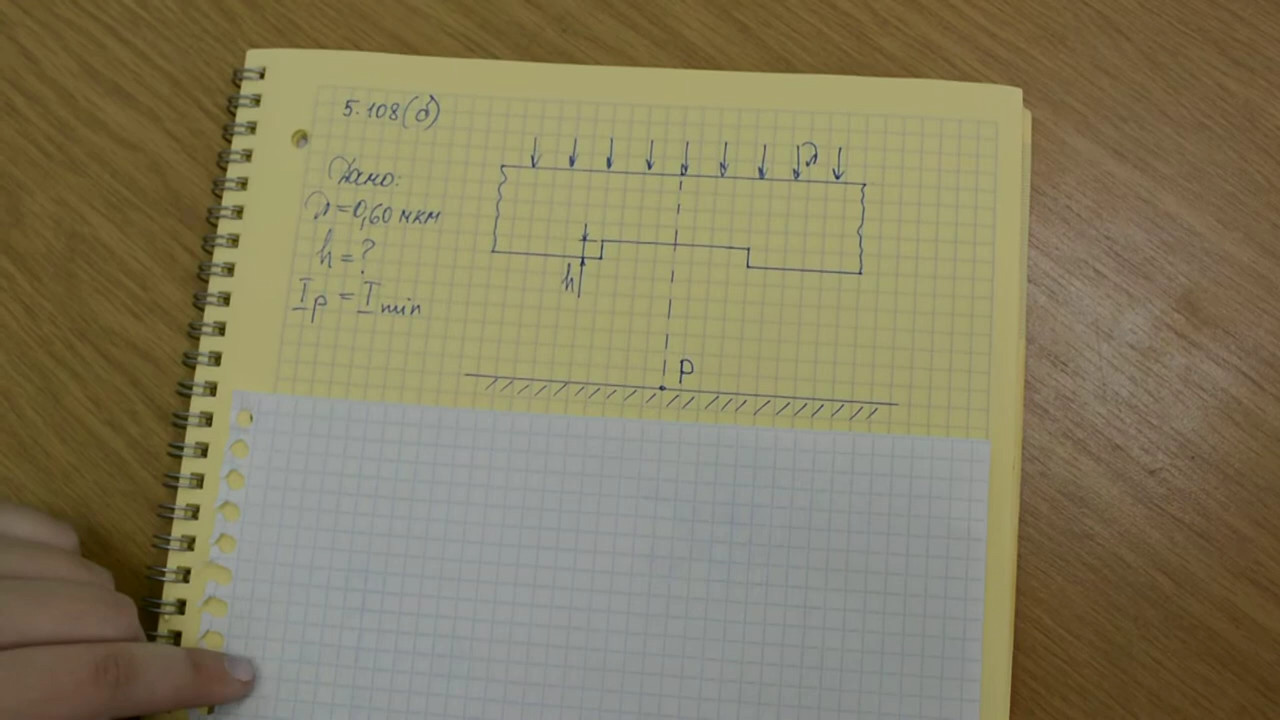 5.108(б)
Дано:
λ=0,60 мкм
h=?
I_P = I_min
λ
h
P